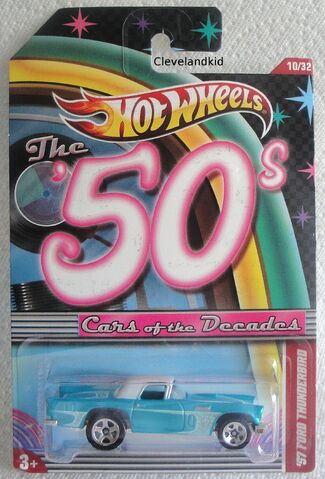 Clevelandkid
10/32
HOT WHEELS
The '50s
Cars of the Decades
'57 FORD THUNDERBIRD
3+